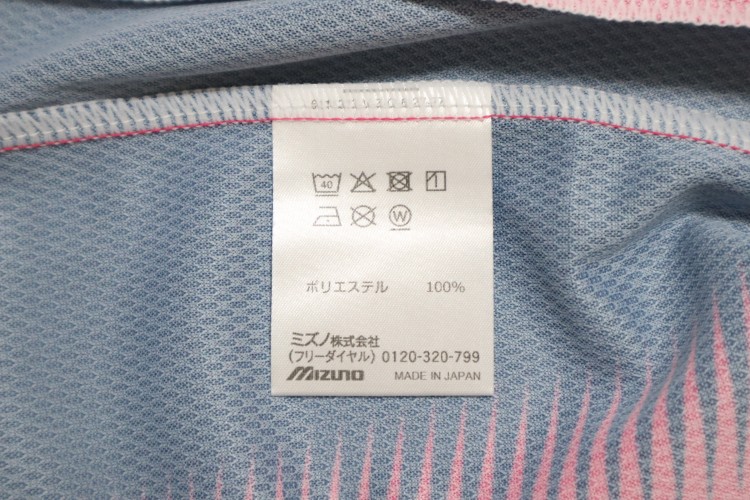 40
W
ポリエステル 100%
ミズノ株式会社
(フリーダイヤル) 0120-320-799
MIZUNO MADE IN JAPAN